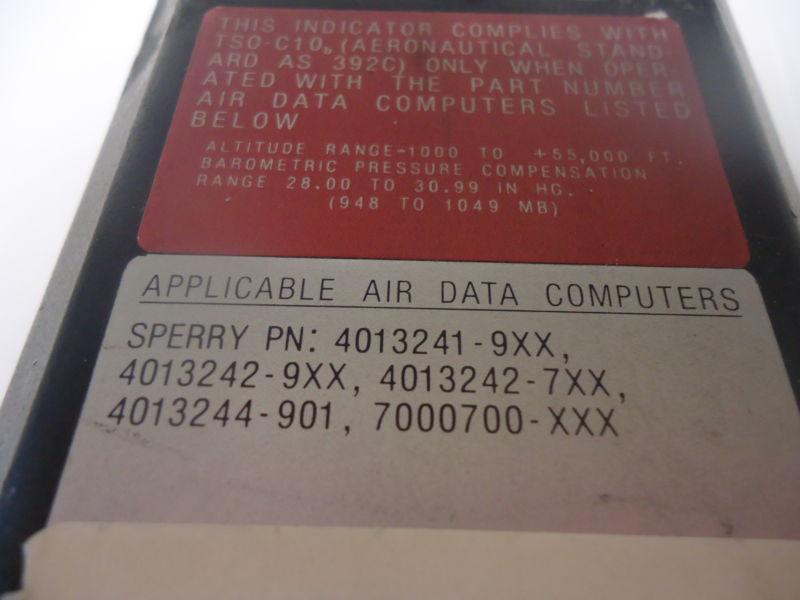 THIS INDICATOR COMPLIES WITH
TSO-C10b (AERONAUTICAL STAND-
ARD AS 392C) ONLY WHEN OPER-
ATED WITH THE PART NUMBER
AIR DATA COMPUTERS LISTED
BELOW
ALTITUDE RANGE-1000 TO +55,000 FT.
BAROMETRIC PRESSURE COMPENSATION
RANGE 28.00 TO 30.99 IN HG.
(948 TO 1049 MB)
APPLICABLE AIR DATA COMPUTERS
SPERRY PN: 4013241-9XX,
4013242-9XX, 4013242-7XX,
4013244-901, 7000700-XXX